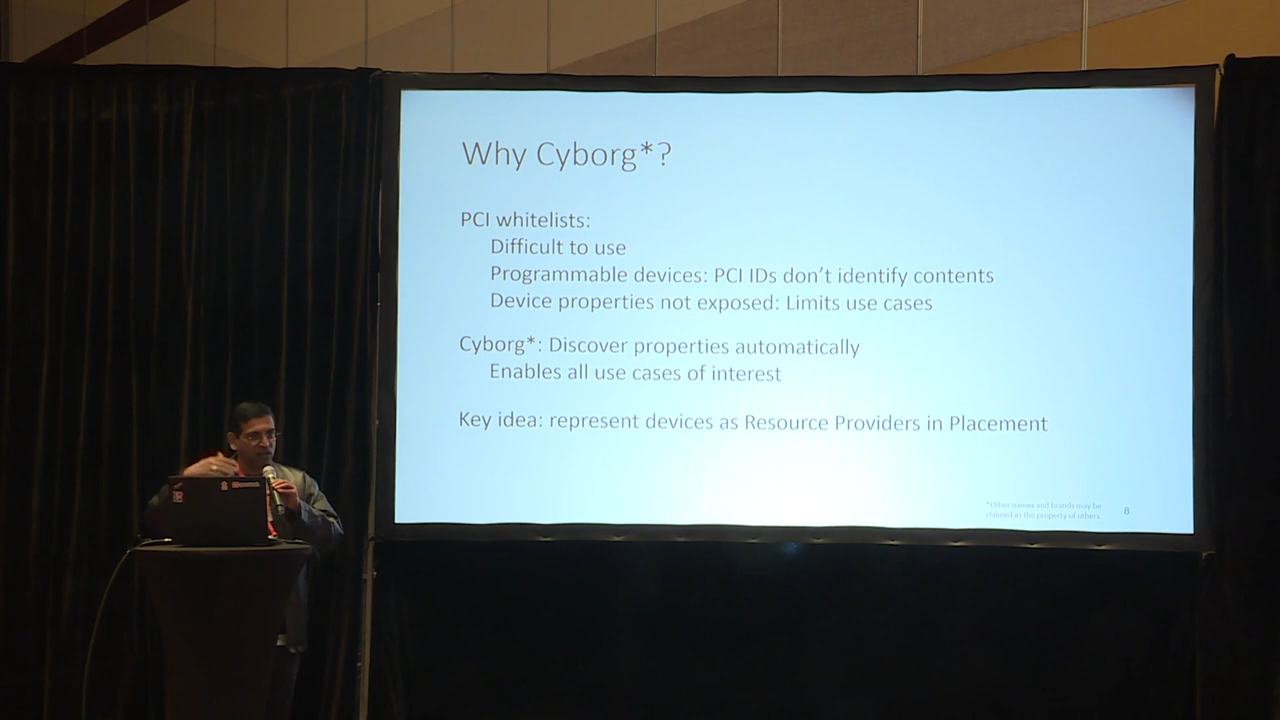 Why Cyborg*?
PCI whitelists:
Difficult to use
Programmable devices: PCI IDs don't identify contents
Device properties not exposed: Limits use cases
Cyborg*: Discover properties automatically
Enables all use cases of interest
Key idea: represent devices as Resource Providers in Placement
*Other names and brands may be
claimed as the property of others.
8